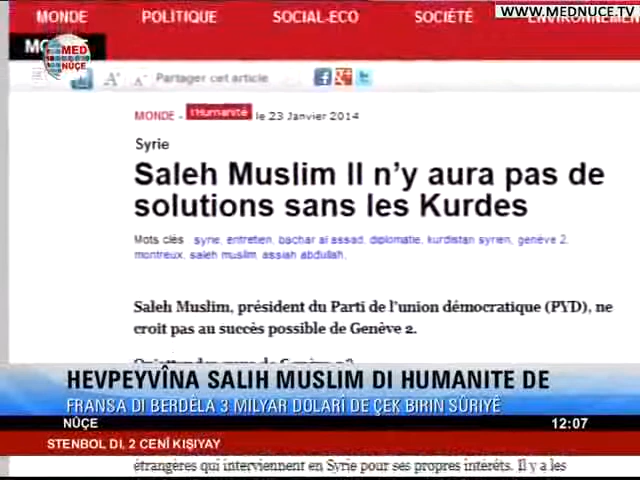 MONDE POLİTİQUE SOCIAL-ECO SOCIÉTÉ
WWW.MEDNUCE.TV
MED
NÛÇE
Partager cet article
MONDE - l'Humanité le 23 Janvier 2014
Syrie
Saleh Muslim Il n'y aura pas de
solutions sans les Kurdes
Mots clés syrie, entretien, bachar al assad, diplomatie, kurdistan syrien, genève 2,
montreux, saleh muslim, assiah abdullah,
Saleh Muslim, président du Parti de l'union démocratique (PYD), ne
croit pas au succès possible de Genève 2.
HEVPEYVÎNA SALIH MUSLIM DI HUMANITE DE
FRANSA DI BERDÊLA 3 MILYAR DOLARÎ DE ÇEK BIRIN SÛRIYÊ
NÛÇE 12:07
STENBOL DI, 2 CENÎ KIŞIYAY
étrangères qui interviennent en Syrie pour ses propres intérêts. Il y a les